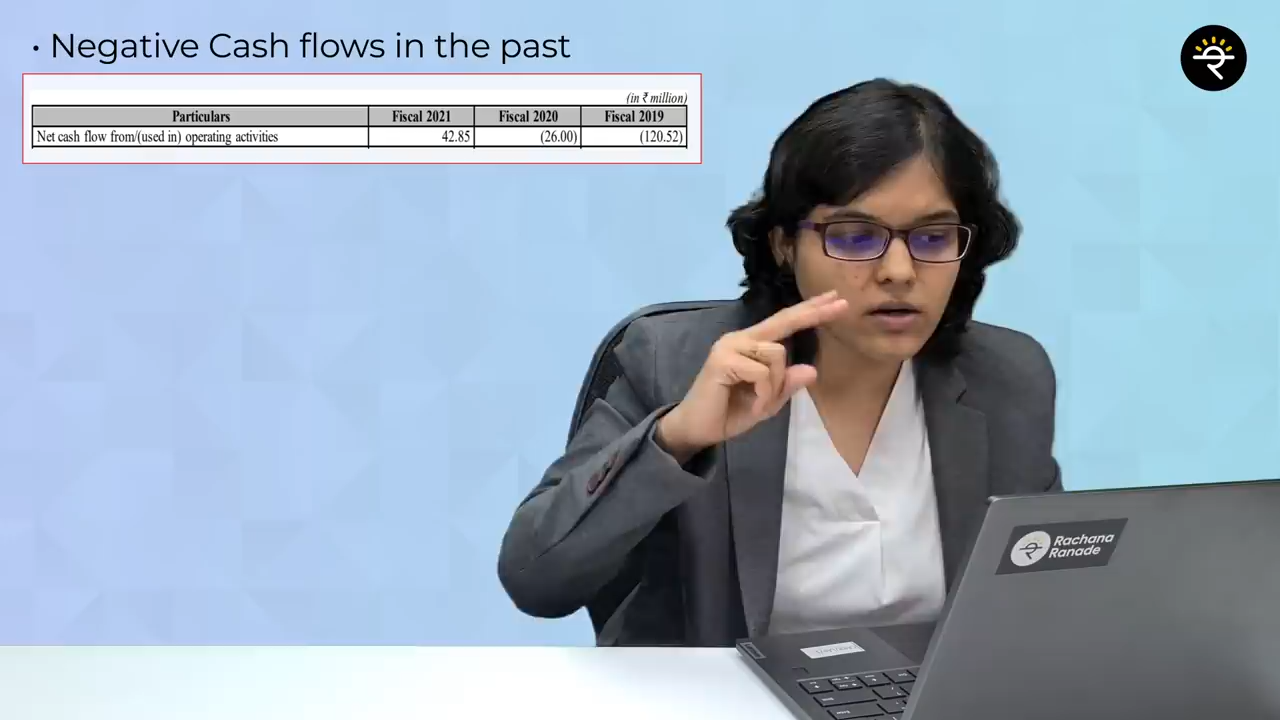 • Negative Cash flows in the past
(in ₹ million)
Particulars Fiscal 2021 Fiscal 2020 Fiscal 2019
Net cash flow from/(used in) operating activities 42.85 (26.00) (120.52)
Rachana
Ranade